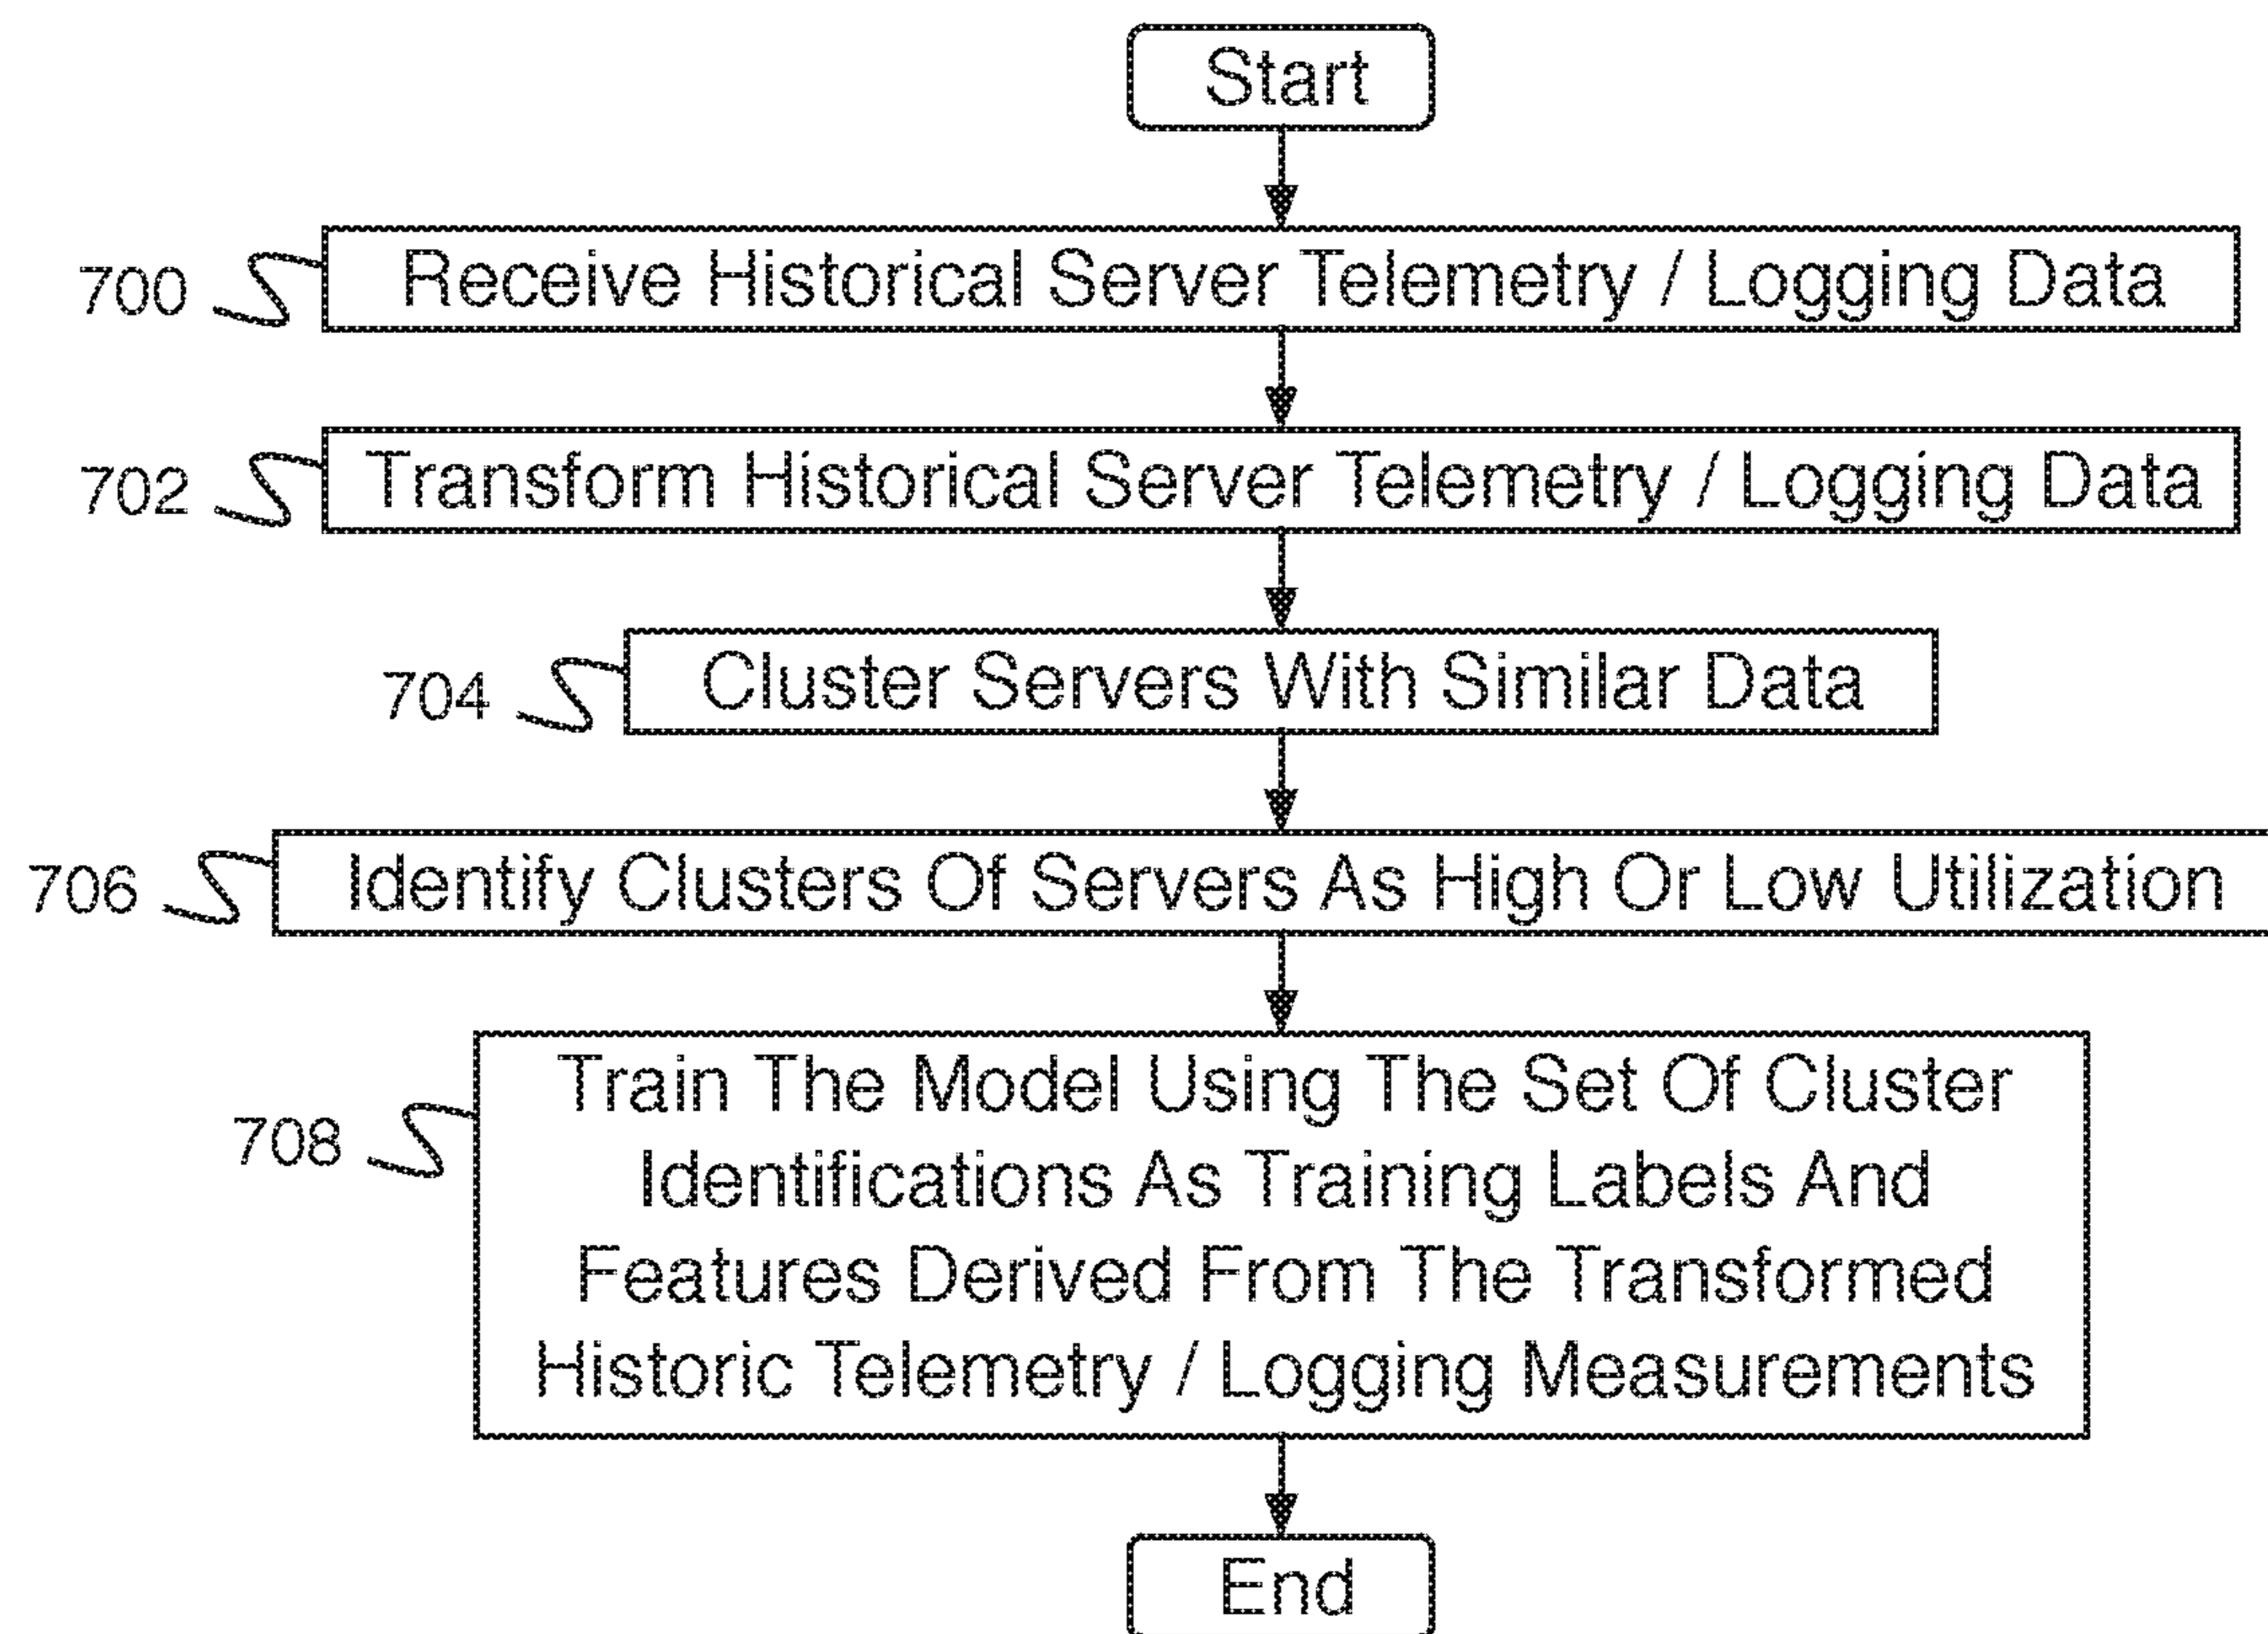 Start
700
Receive Historical Server Telemetry / Logging Data
702
Transform Historical Server Telemetry / Logging Data
704
Cluster Servers With Similar Data
706
Identify Clusters Of Servers As High Or Low Utilization
708
Train The Model Using The Set Of Cluster
Identifications As Training Labels And
Features Derived From The Transformed
Historic Telemetry / Logging Measurements
End